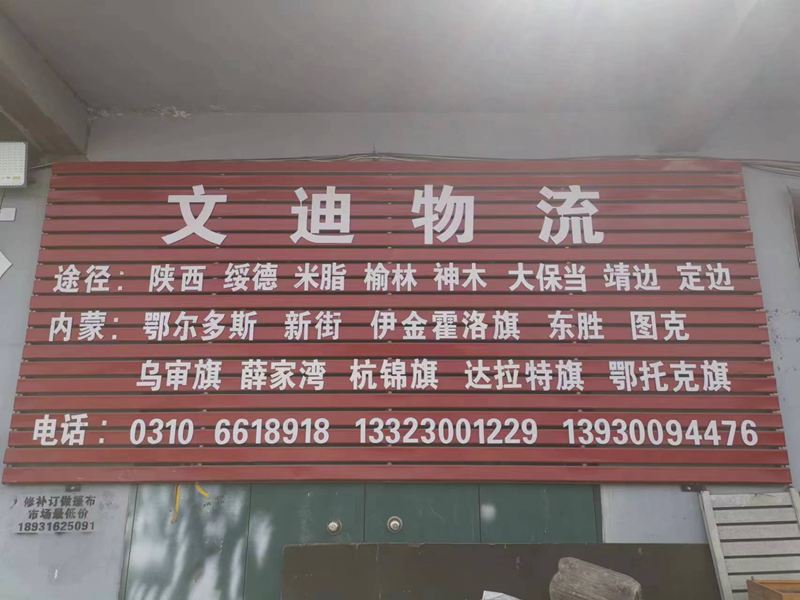 文迪物流
途径：陕西 绥德 米脂 榆林 神木 大保当 靖边 定边
内蒙：鄂尔多斯 新街 伊金霍洛旗 东胜 图克
乌审旗 薛家湾 杭锦旗 达拉特旗 鄂托克旗
电话：0310 6618918 13323001229 13930094476
修补订做篷布
市场最低价
18931625091